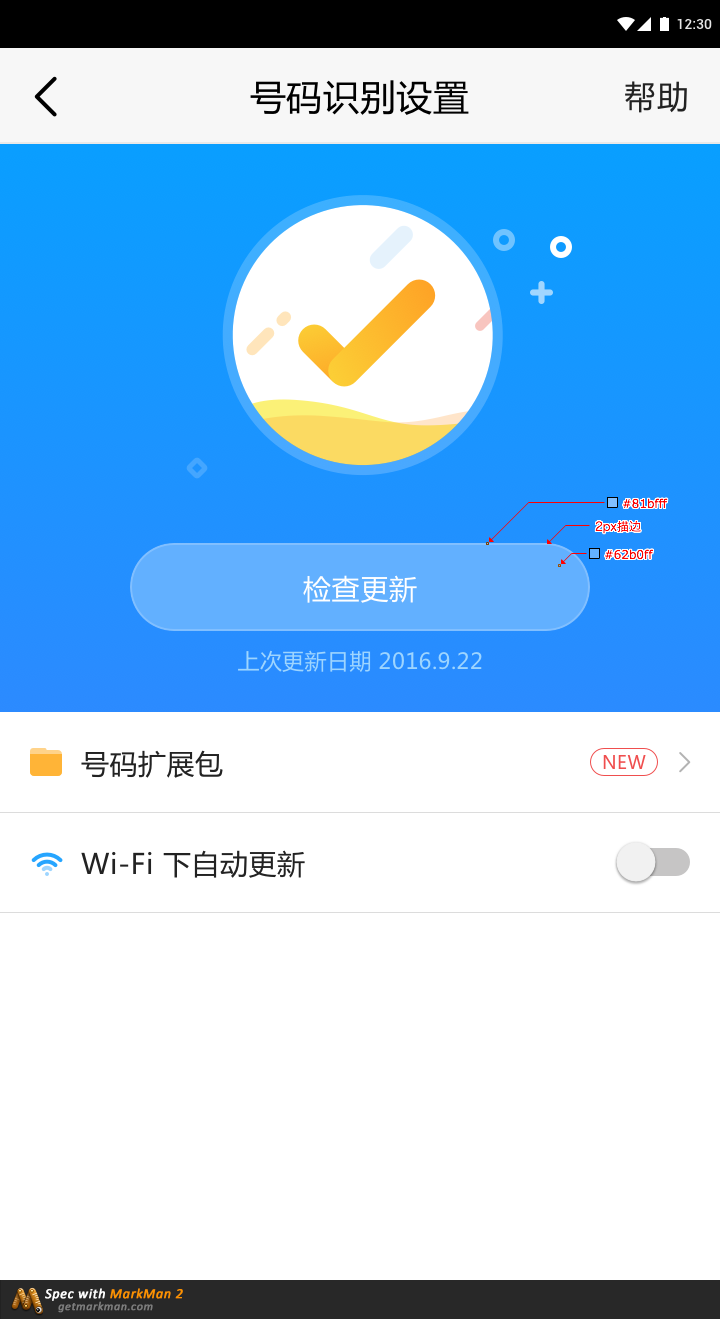 12:30
号码识别设置
帮助
#81bfff
2px描边
#62b0ff
检查更新
上次更新日期 2016.9.22
号码扩展包
NEW
Wi-Fi 下自动更新
Spec with MarkMan 2
getmarkman.com